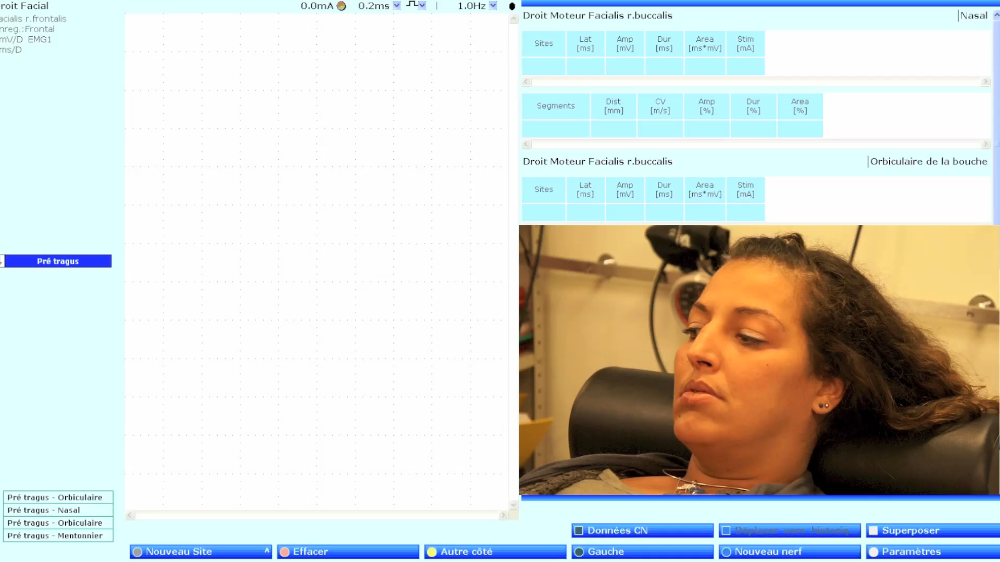 roit Facial
0.0mA 0.2ms | 1.0Hz
acialis r.frontalis
nreg.:Frontal
mV/D EMG1
ms/D
Pré tragus
Pré tragus - Orbiculaire
Pré tragus - Nasal
Pré tragus - Orbiculaire
Pré tragus - Mentonnier
Droit Moteur Facialis r.buccalis
Nasal
Sites Lat [ms] Amp [mV] Dur [ms] Area [ms*mV] Stim [mA]
Segments Dist [mm] CV [m/s] Amp [%] Dur [%] Area [%]
Droit Moteur Facialis r.buccalis
Orbiculaire de la bouche
Sites Lat [ms] Amp [mV] Dur [ms] Area [ms*mV] Stim [mA]
Données CN
Déplacer vers historiq
Superposer
Nouveau Site A
Effacer
Autre côté
Gauche
Nouveau nerf
Paramètres